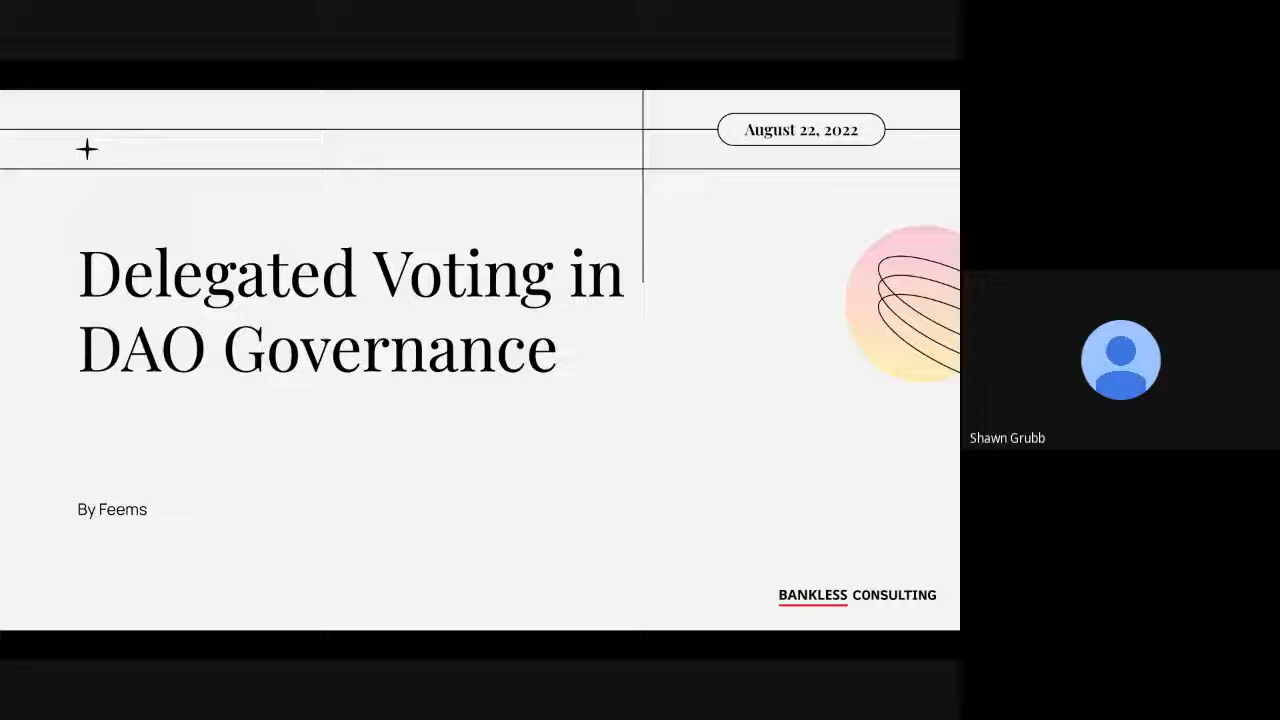 August 22, 2022
Delegated Voting in
DAO Governance
Shawn Grubb
By Feems
BANKLESS CONSULTING